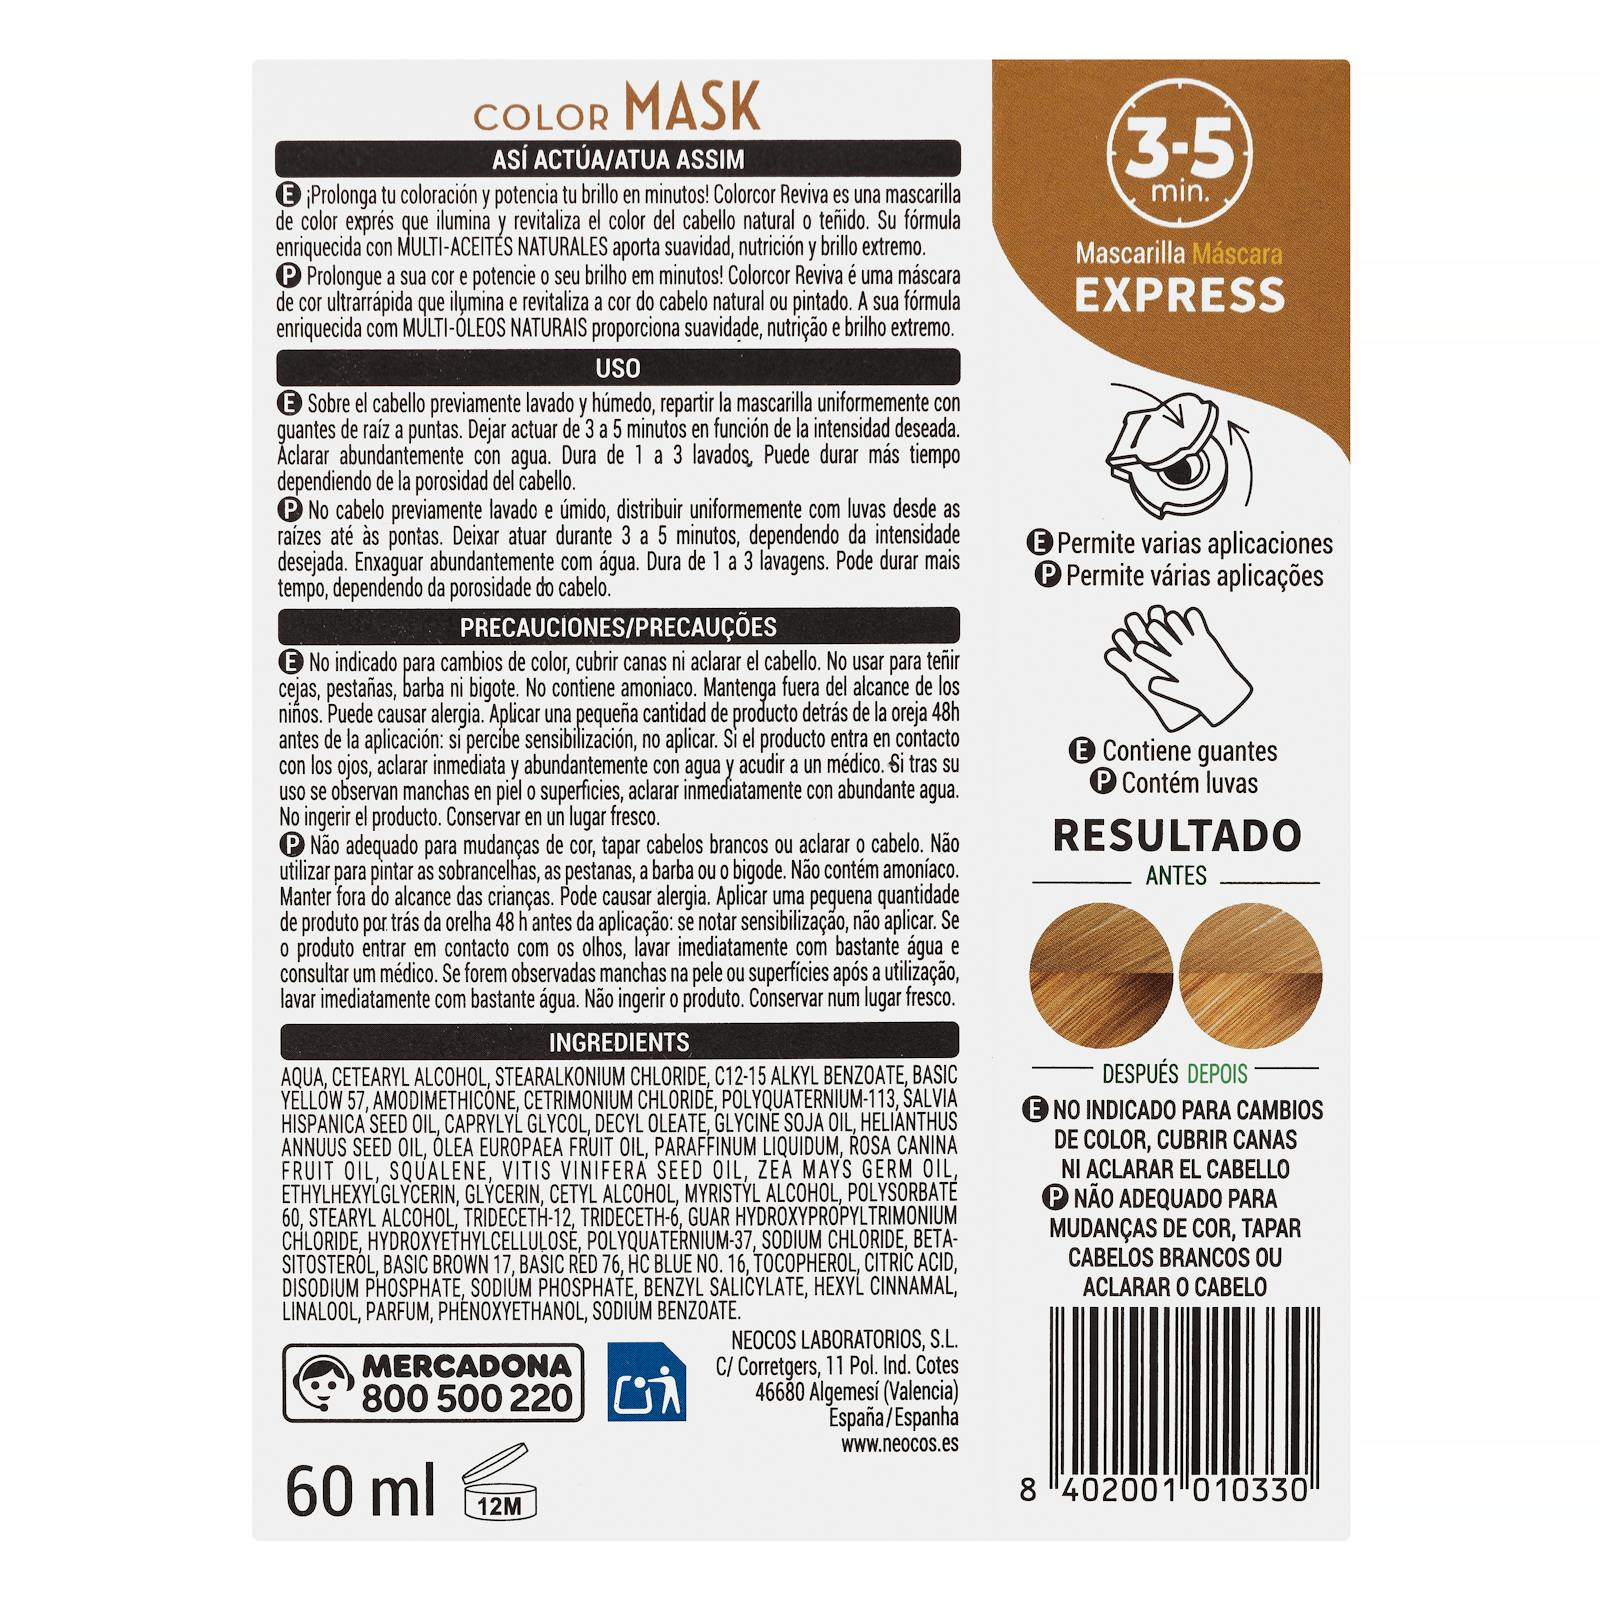 COLOR MASK
ASÍ ACTÚA/ATUA ASSIM
E ¡Prolonga tu coloración y potencia tu brillo en minutos! Colorcor Reviva es una mascarilla
de color exprés que ilumina y revitaliza el color del cabello natural o teñido. Su fórmula
enriquecida con MULTI-ACEITES NATURALES aporta suavidad, nutrición y brillo extremo.
P Prolongue a sua cor e potencie o seu brilho em minutos! Colorcor Reviva é uma máscara
de cor ultrarrápida que ilumina e revitaliza a cor do cabelo natural ou pintado. A sua fórmula
enriquecida com MULTI-ÓLEOS NATURAIS proporciona suavidade, nutrição e brilho extremo.
USO
E Sobre el cabello previamente lavado y húmedo, repartir la mascarilla uniformemente con
guantes de raíz a puntas. Dejar actuar de 3 a 5 minutos en función de la intensidad deseada.
Aclarar abundantemente con agua. Dura de 1 a 3 lavados, Puede durar más tiempo
dependiendo de la porosidad del cabello.
P No cabelo previamente lavado e úmido, distribuir uniformemente com luvas desde as
raízes até às pontas. Deixar atuar durante 3 a 5 minutos, dependendo da intensidade
desejada. Enxaguar abundantemente com água. Dura de 1 a 3 lavagens. Pode durar mais
tempo, dependendo da porosidade do cabelo.
PRECAUCIONES/PRECAUÇÕES
E No indicado para cambios de color, cubrir canas ni aclarar el cabello. No usar para teñir
cejas, pestañas, barba ni bigote. No contiene amoniaco. Mantenga fuera del alcance de los
niños. Puede causar alergia. Aplicar una pequeña cantidad de producto detrás de la oreja 48h
antes de la aplicación: si percibe sensibilización, no aplicar. Si el producto entra en contacto
con los ojos, aclarar inmediata y abundantemente con agua y acudir a un médico. Si tras su
uso se observan manchas en piel o superficies, aclarar inmediatamente con abundante agua.
No ingerir el producto. Conservar en un lugar fresco.
P Não adequado para mudanças de cor, tapar cabelos brancos ou aclarar o cabelo. Não
utilizar para pintar as sobrancelhas, as pestanas, a barba ou o bigode. Não contém amoníaco.
Manter fora do alcance das crianças. Pode causar alergia. Aplicar uma pequena quantidade
de produto por trás da orelha 48 h antes da aplicação: se notar sensibilização, não aplicar. Se
o produto entrar em contacto com os olhos, lavar imediatamente com bastante água e
consultar um médico. Se forem observadas manchas na pele ou superfícies após a utilização,
lavar imediatamente com bastante água. Não ingerir o produto. Conservar num lugar fresco.
INGREDIENTS
AQUA, CETEARYL ALCOHOL, STEARALKONIUM CHLORIDE, C12-15 ALKYL BENZOATE, BASIC
YELLOW 57, AMODIMETHICONE, CETRIMONIUM CHLORIDE, POLYQUATERNIUM-113, SALVIA
HISPANICA SEED OIL, CAPRYLYL GLYCOL, DECYL OLEATE, GLYCINE SOJA OIL, HELIANTHUS
ANNUUS SEED OIL, OLEA EUROPAEA FRUIT OIL, PARAFFINUM LIQUIDUM, ROSA CANINA
FRUIT OIL, SQUALENE, VITIS VINIFERA SEED OIL, ZEA MAYS GERM OIL,
ETHYLHEXYLGLYCERIN, GLYCERIN, CETYL ALCOHOL, MYRISTYL ALCOHOL, POLYSORBATE
60, STEARYL ALCOHOL, TRIDECETH-12, TRIDECETH-6, GUAR HYDROXYPROPYLTRIMONIUM
CHLORIDE, HYDROXYETHYLCELLULOSE, POLYQUATERNIUM-37, SODIUM CHLORIDE, BETA-
SITOSTEROL, BASIC BROWN 17, BASIC RED 76, HC BLUE NO. 16, TOCOPHEROL, CITRIC ACID,
DISODIUM PHOSPHATE, SODIUM PHOSPHATE, BENZYL SALICYLATE, HEXYL CINNAMAL,
LINALOOL, PARFUM, PHENOXYETHANOL, SODIUM BENZOATE.
MERCADONA
800 500 220
NEOCOS LABORATORIOS, S.L.
C/ Corretgers, 11 Pol. Ind. Cotes
46680 Algemesí (Valencia)
España/Espanha
www.neocos.es
60 ml
12M
3-5
min.
Mascarilla Máscara
EXPRESS
E Permite varias aplicaciones
P Permite várias aplicações
E Contiene guantes
P Contém luvas
RESULTADO
ANTES
DESPUÉS DEPOIS
E NO INDICADO PARA CAMBIOS
DE COLOR, CUBRIR CANAS
NI ACLARAR EL CABELLO
P NÃO ADEQUADO PARA
MUDANÇAS DE COR, TAPAR
CABELOS BRANCOS OU
ACLARAR O CABELO
8 402001 010330